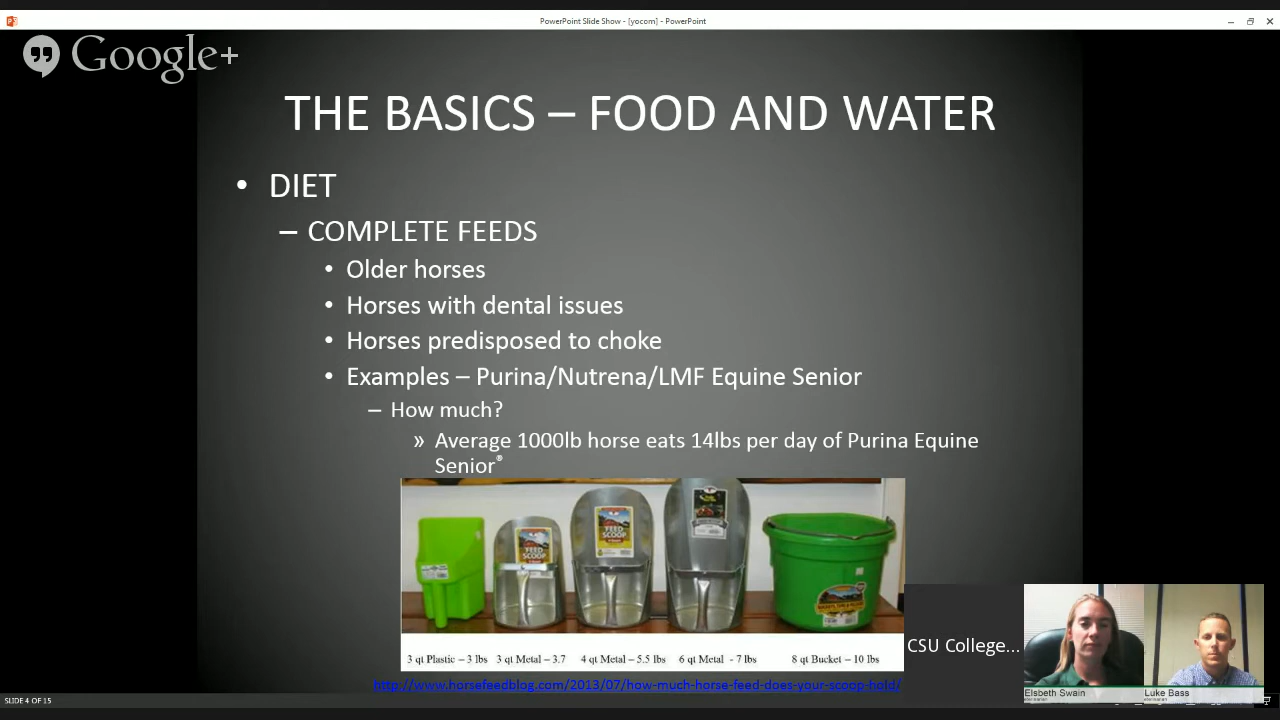 PowerPoint Slide Show - [yocom] - PowerPoint
Google+
THE BASICS – FOOD AND WATER
• DIET
– COMPLETE FEEDS
• Older horses
• Horses with dental issues
• Horses predisposed to choke
• Examples – Purina/Nutrena/LMF Equine Senior
– How much?
» Average 1000lb horse eats 14lbs per day of Purina Equine
Senior®
FEED
SCOOP
FEED
SCOOP
3 qt Plastic – 3 lbs 3 qt Metal – 3.7 4 qt Metal – 5.5 lbs 6 qt Metal - 7 lbs 8 qt Bucket – 10 lbs
http://www.horsefeedblog.com/2013/07/how-much-horse-feed-does-your-scoop-hold/
CSU College...
Elsbeth Swain
Luke Bass
SLIDE 4 OF 15